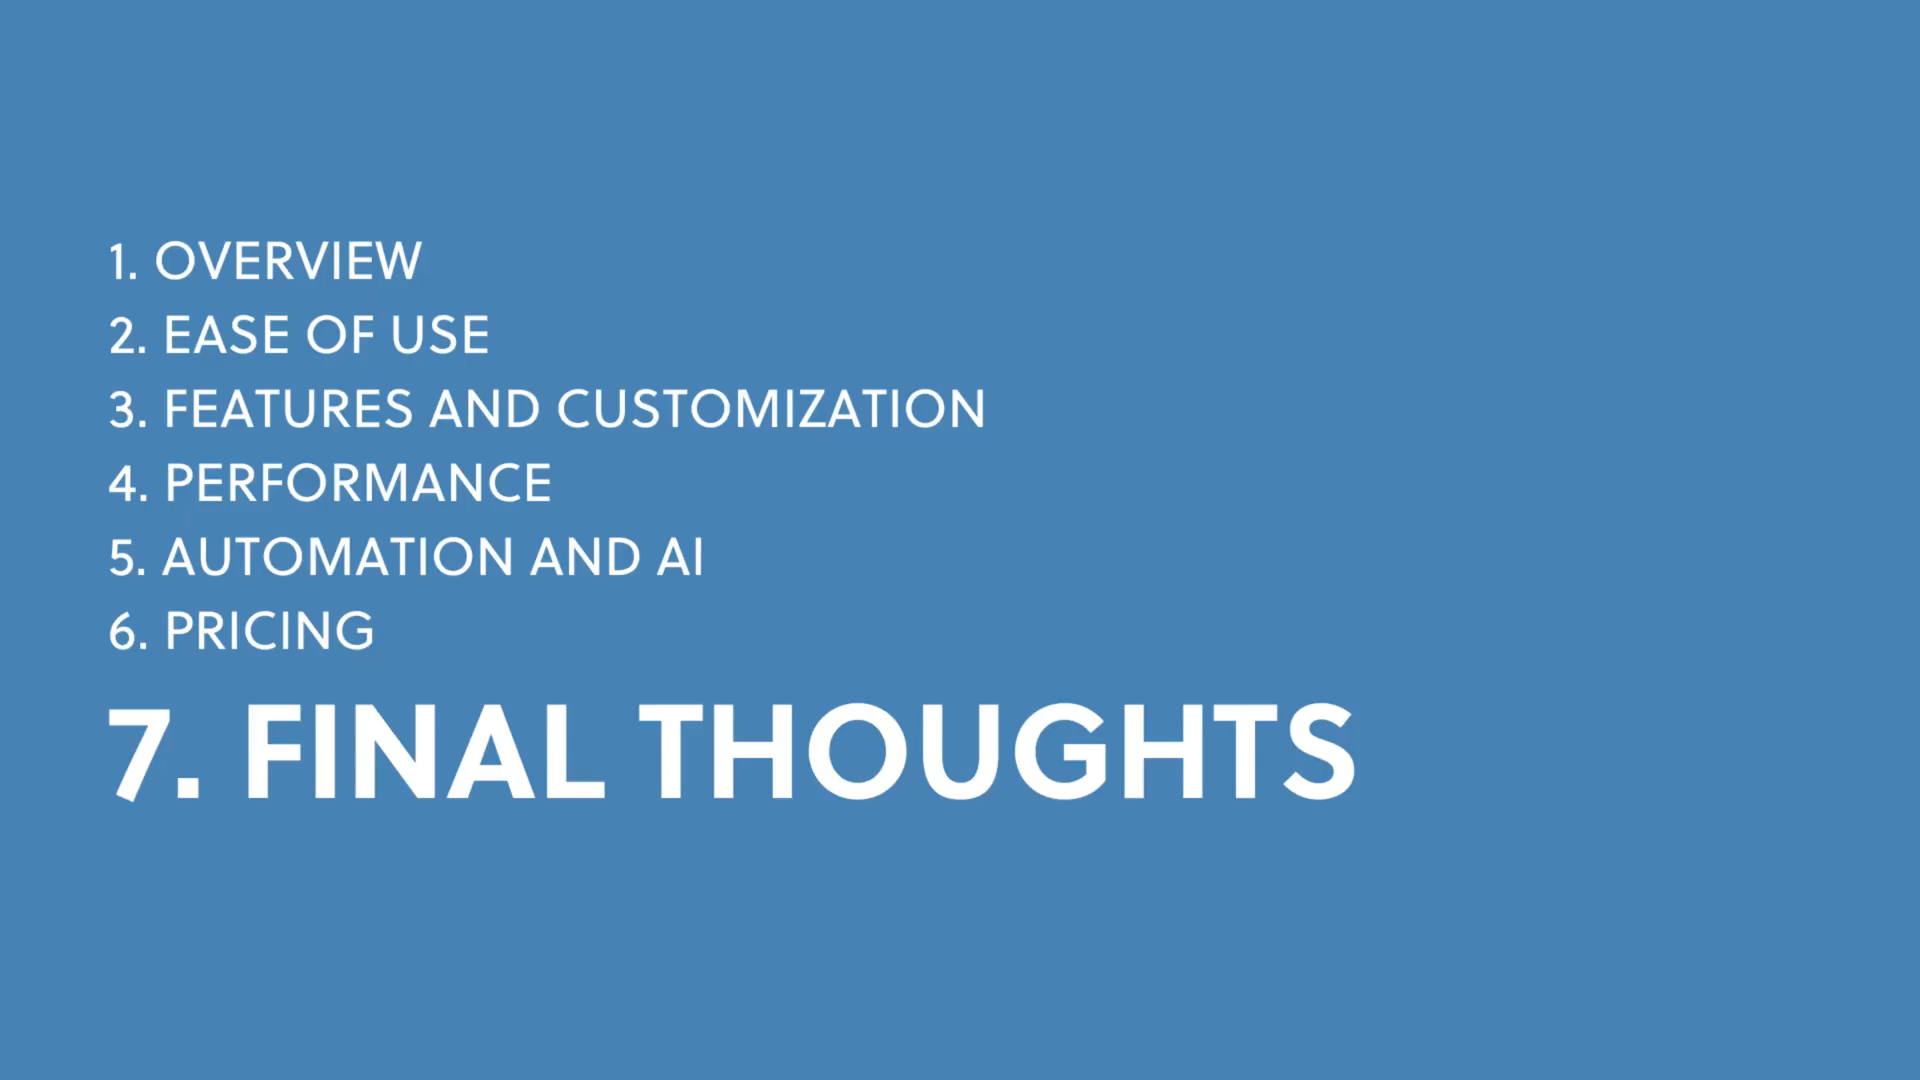 1. OVERVIEW
2. EASE OF USE
3. FEATURES AND CUSTOMIZATION
4. PERFORMANCE
5. AUTOMATION AND AI
6. PRICING
7. FINAL THOUGHTS